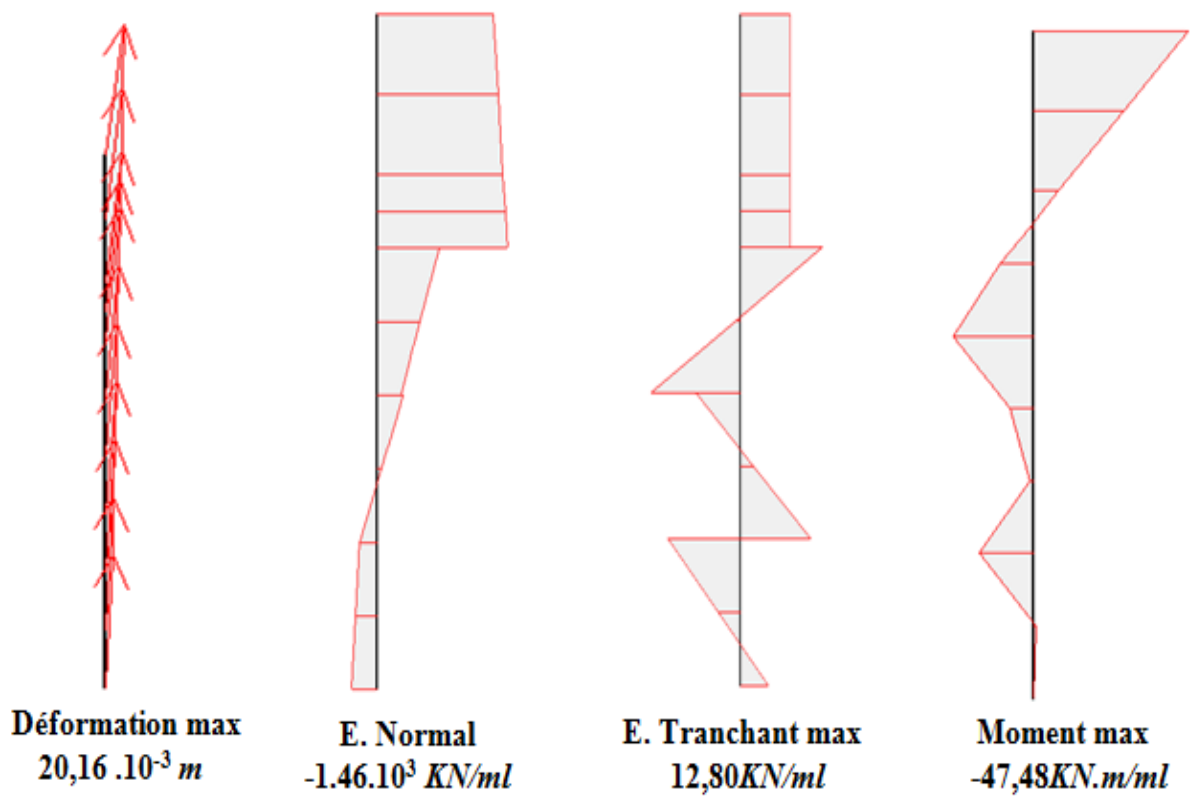 Déformation max
20,16 .10-³ m
E. Normal
-1.46.10³ KN/ml
E. Tranchant max
12,80KN/ml
Moment max
-47,48KN.m/ml